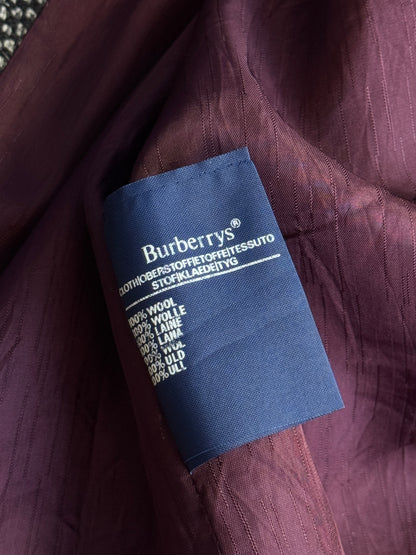 Burberrys®
CLOTH|OBERSTOFF|ETOFFE|TESSUTO
STOF|KLAEDE|TYG
100% WOOL
100% WOLLE
100% LAINE
100% LANA
100% WOL
100% ULD
100% ULL